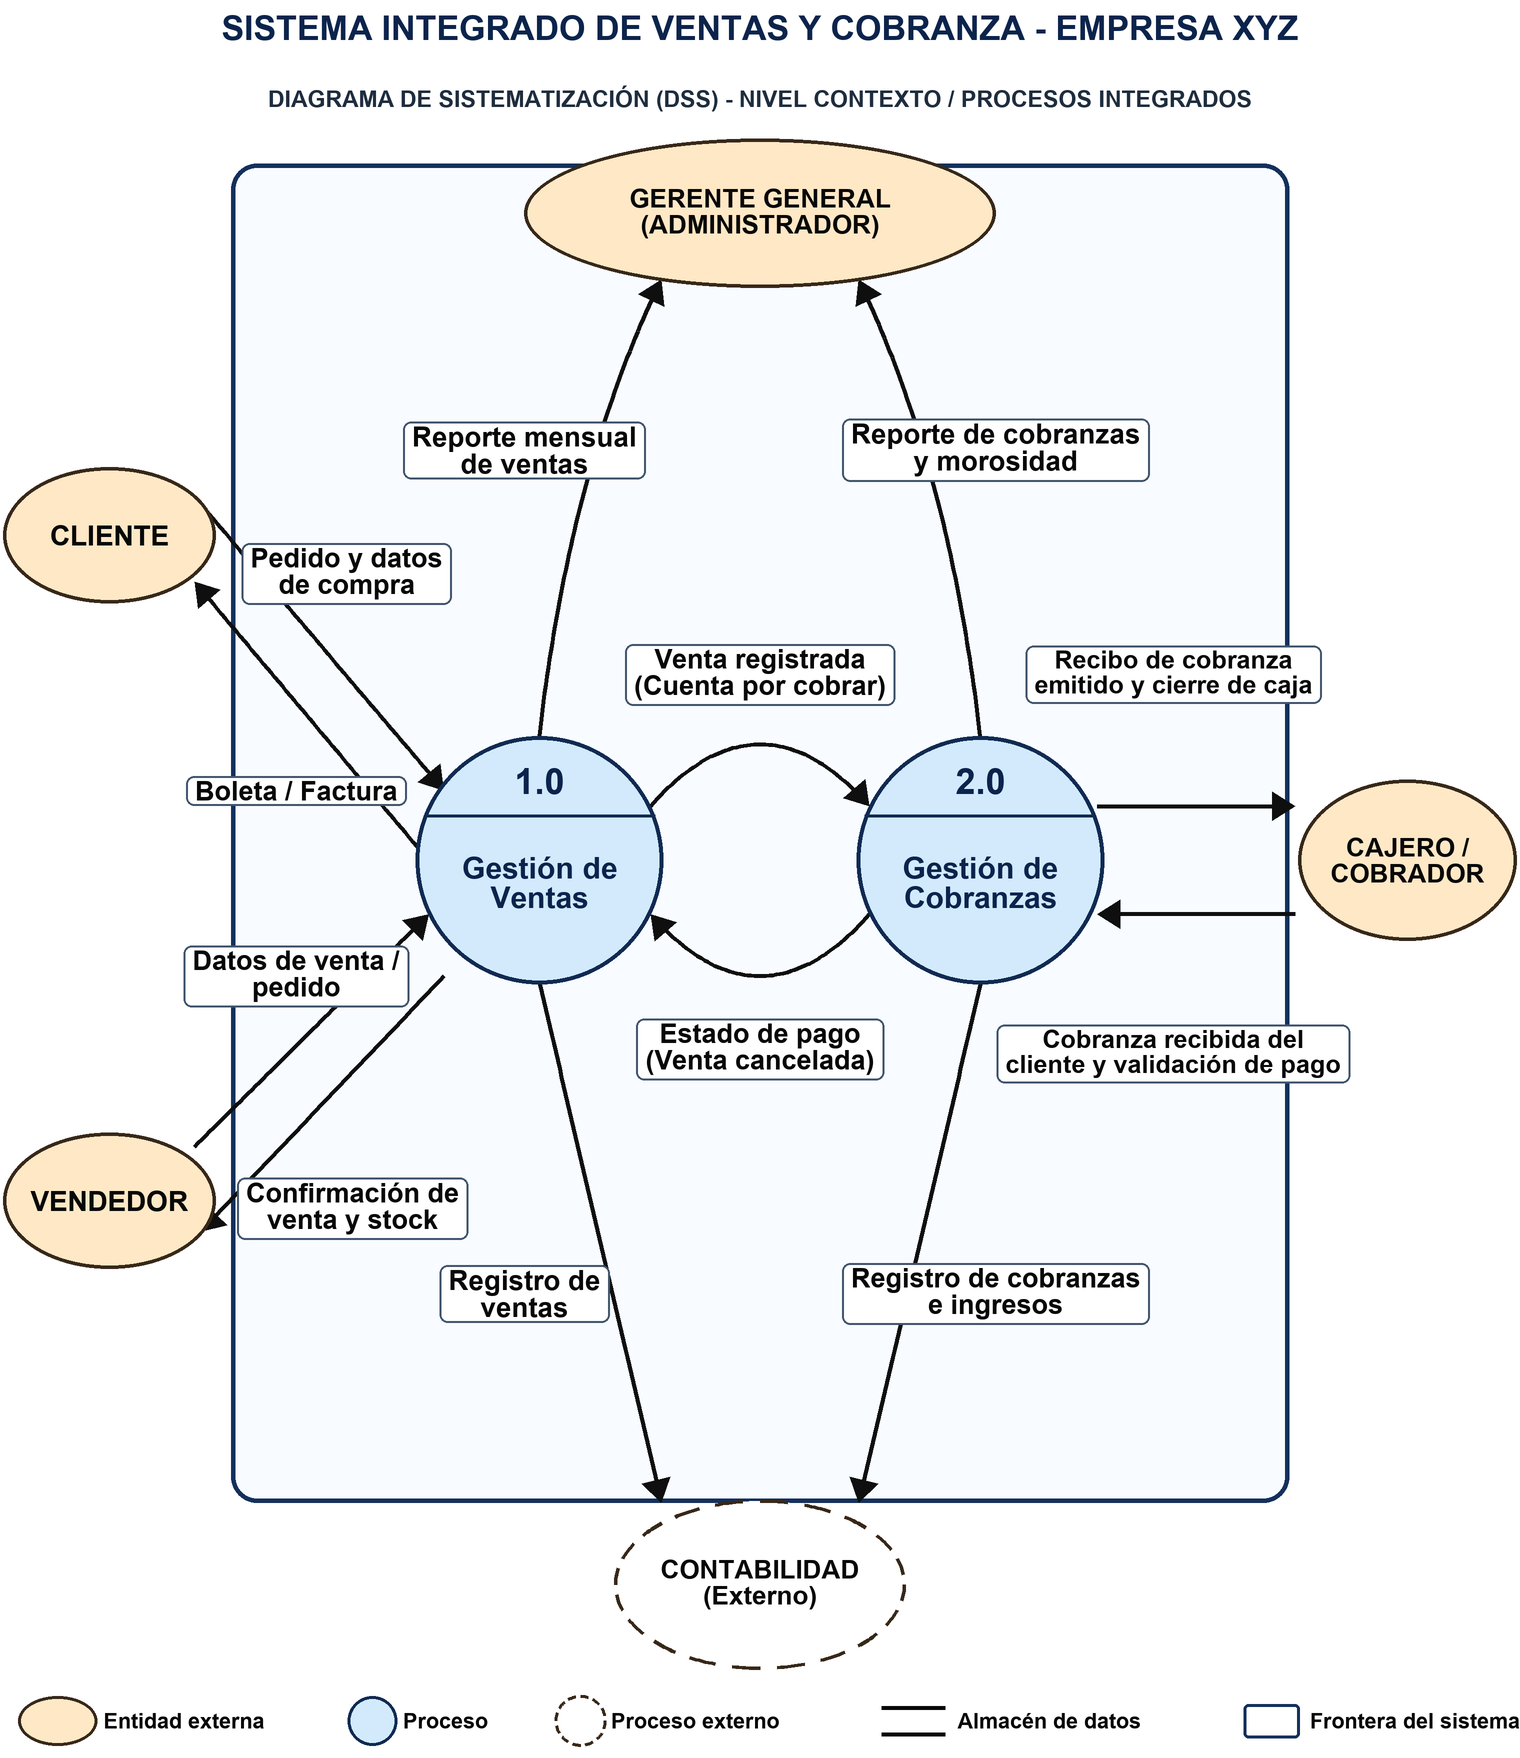 SISTEMA INTEGRADO DE VENTAS Y COBRANZA - EMPRESA XYZ
DIAGRAMA DE SISTEMATIZACIÓN (DSS) - NIVEL CONTEXTO / PROCESOS INTEGRADOS
GERENTE GENERAL
(ADMINISTRADOR)
Reporte mensual
de ventas
Reporte de cobranzas
y morosidad
CLIENTE
Pedido y datos
de compra
Venta registrada
(Cuenta por cobrar)
Recibo de cobranza
emitido y cierre de caja
Boleta / Factura
1.0
Gestión de
Ventas
2.0
Gestión de
Cobranzas
CAJERO /
COBRADOR
Datos de venta /
pedido
Estado de pago
(Venta cancelada)
Cobranza recibida del
cliente y validación de pago
VENDEDOR
Confirmación de
venta y stock
Registro de
ventas
Registro de cobranzas
e ingresos
CONTABILIDAD
(Externo)
Entidad externa
Proceso
Proceso externo
Almacén de datos
Frontera del sistema